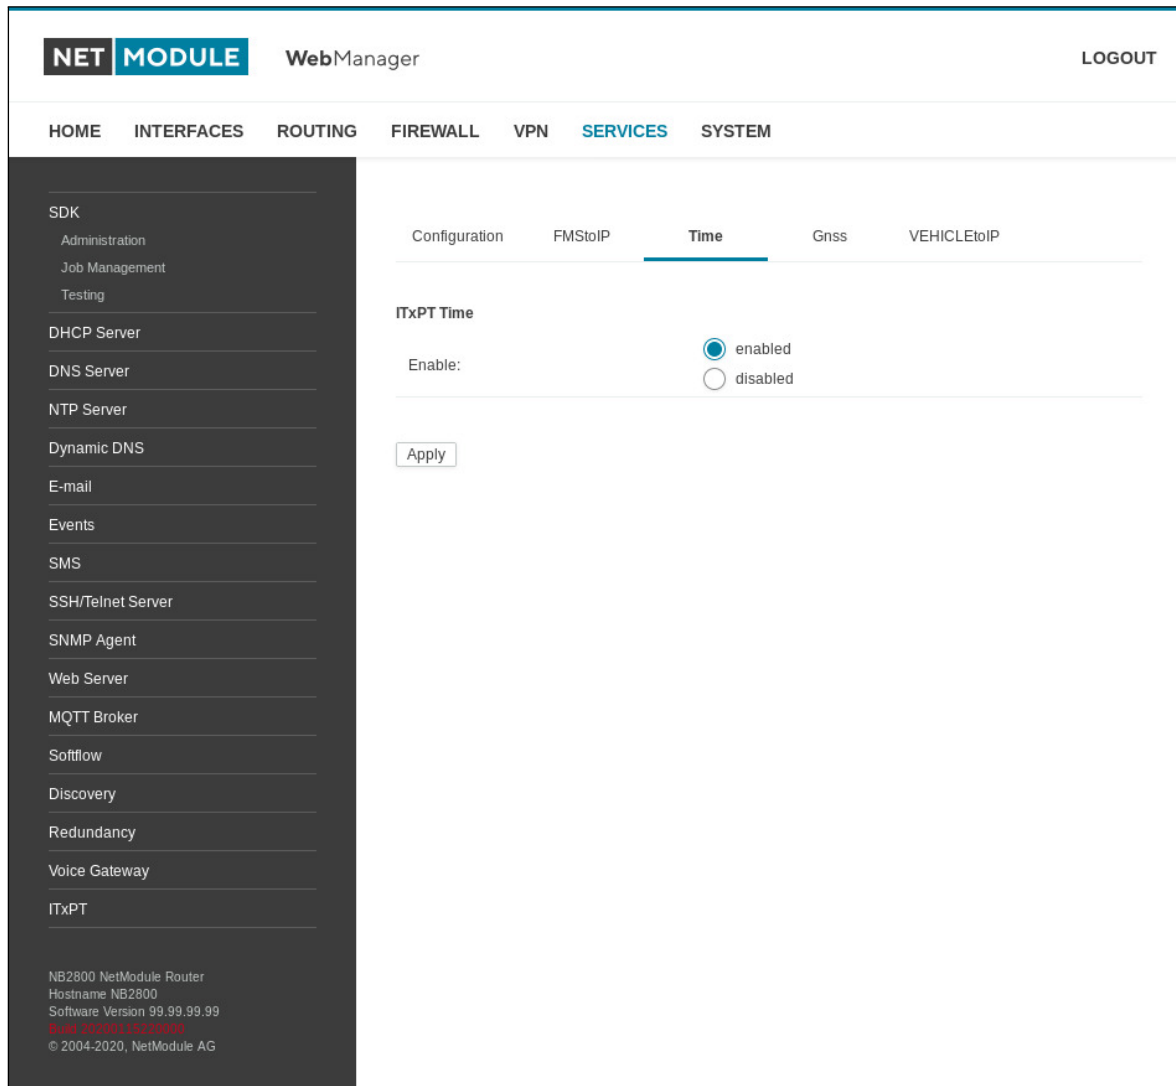 NET MODULE WebManager LOGOUT
HOME INTERFACES ROUTING FIREWALL VPN SERVICES SYSTEM
SDK
Administration
Job Management
Testing
DHCP Server
DNS Server
NTP Server
Dynamic DNS
E-mail
Events
SMS
SSH/Telnet Server
SNMP Agent
Web Server
MQTT Broker
Softflow
Discovery
Redundancy
Voice Gateway
ITxPT
NB2800 NetModule Router
Hostname NB2800
Software Version 99.99.99.99
Build
© 2004-2020, NetModule AG
Configuration FMStoIP Time Gnss VEHICLEtoIP
ITxPT Time
Enable:
enabled
disabled
Apply